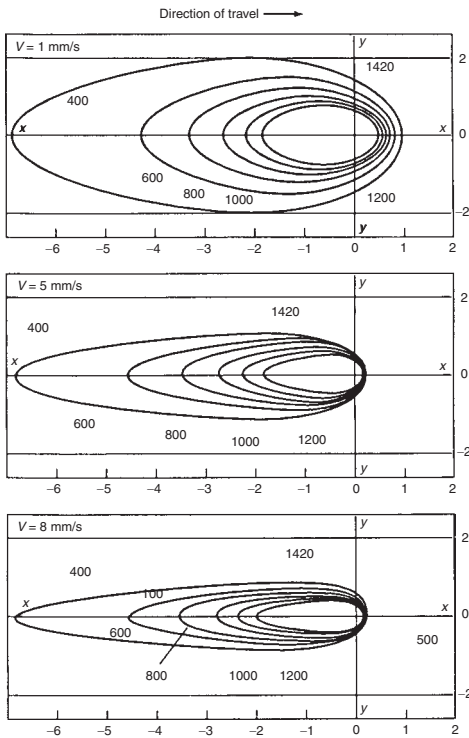 Direction of travel
V = 1 mm/s
y
2
1420
400
x
x
0
600
800
1000
1200
y
-2
-6 -5 -4 -3 -2 -1 0 1 2
V = 5 mm/s
y
2
1420
400
x
x
0
600
800
1000
1200
y
-2
-6 -5 -4 -3 -2 -1 0 1 2
V = 8 mm/s
y
2
1420
400
100
x
x
0
600
500
800
1000
1200
y
-2
-6 -5 -4 -3 -2 -1 0 1 2